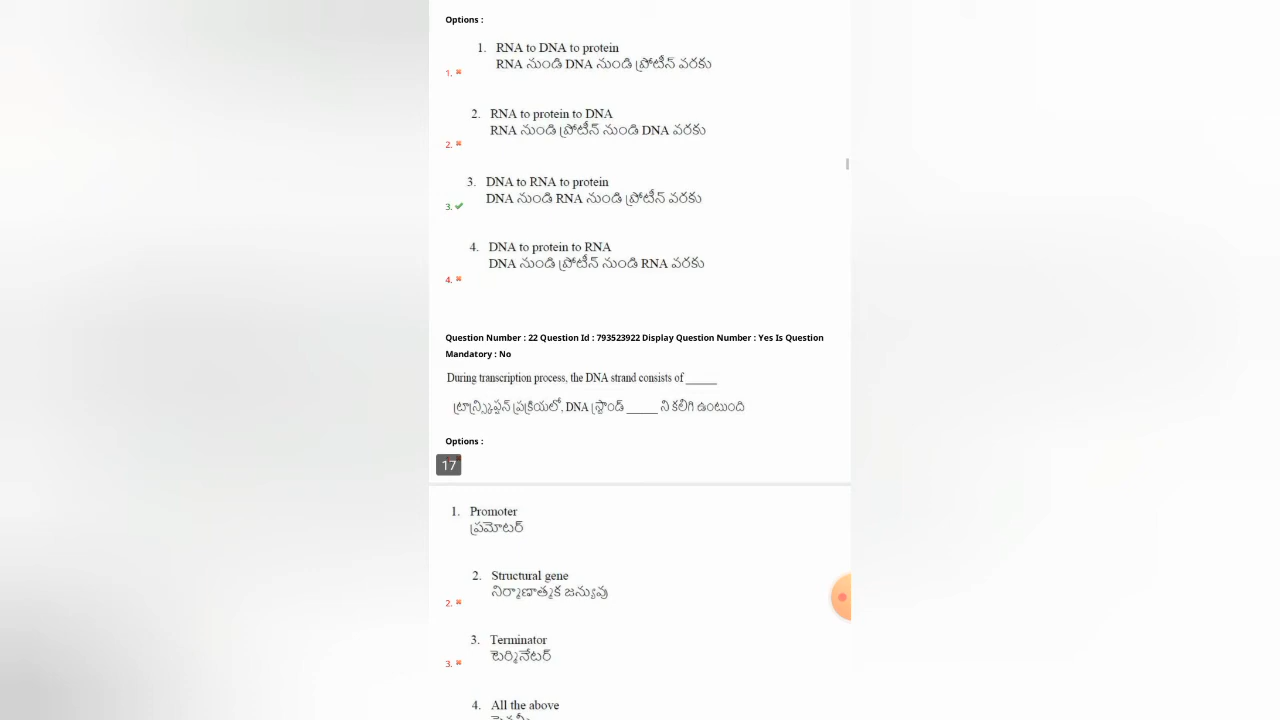 Options :
1. RNA to DNA to protein
RNA నుండి DNA నుండి ప్రోటీన్ వరకు
1. ✖
2. RNA to protein to DNA
RNA నుండి ప్రోటీన్ నుండి DNA వరకు
2. ✖
3. DNA to RNA to protein
DNA నుండి RNA నుండి ప్రోటీన్ వరకు
3. ✔
4. DNA to protein to RNA
DNA నుండి ప్రోటీన్ నుండి RNA వరకు
4. ✖
Question Number : 22 Question Id : 793523922 Display Question Number : Yes Is Question
Mandatory : No
During transcription process, the DNA strand consists of ______
ట్రాన్స్క్రిప్షన్ ప్రక్రియలో, DNA స్ట్రాండ్ ______ ని కలిగి ఉంటుంది
Options :
17
1. Promoter
ప్రమోటర్
2. Structural gene
నిర్మాణాత్మక జన్యువు
2. ✖
3. Terminator
టెర్మినేటర్
3. ✖
4. All the above